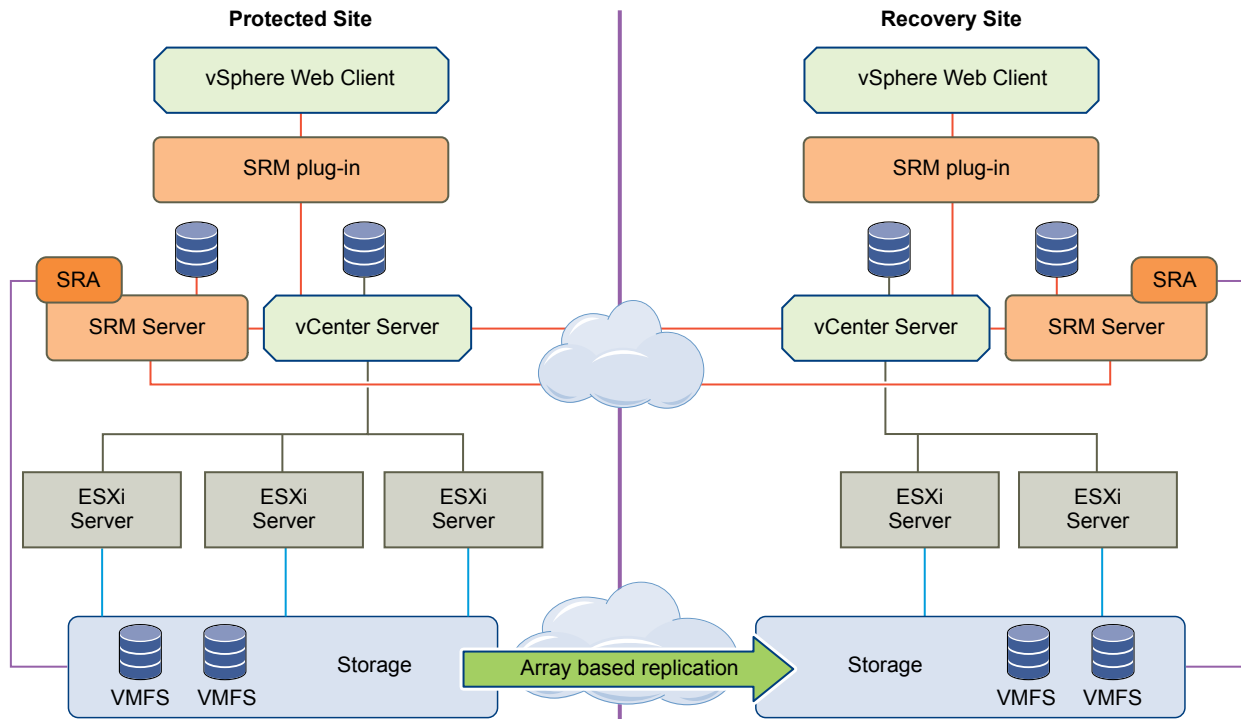 Protected Site
Recovery Site
vSphere Web Client
vSphere Web Client
SRM plug-in
SRM plug-in
SRA
SRA
SRM Server
vCenter Server
vCenter Server
SRM Server
ESXi
Server
ESXi
Server
ESXi
Server
ESXi
Server
ESXi
Server
Storage
VMFS
VMFS
Array based replication
Storage
VMFS
VMFS